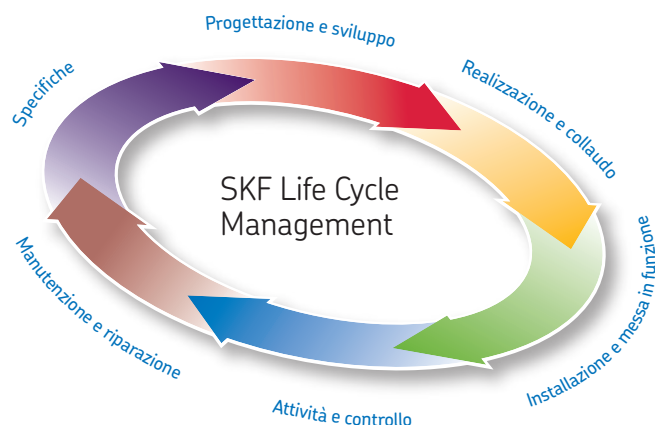 Progettazione e sviluppo
Specifiche
Realizzazione e collaudo
SKF Life Cycle
Management
Manutenzione e riparazione
Installazione e messa in funzione
Attività e controllo